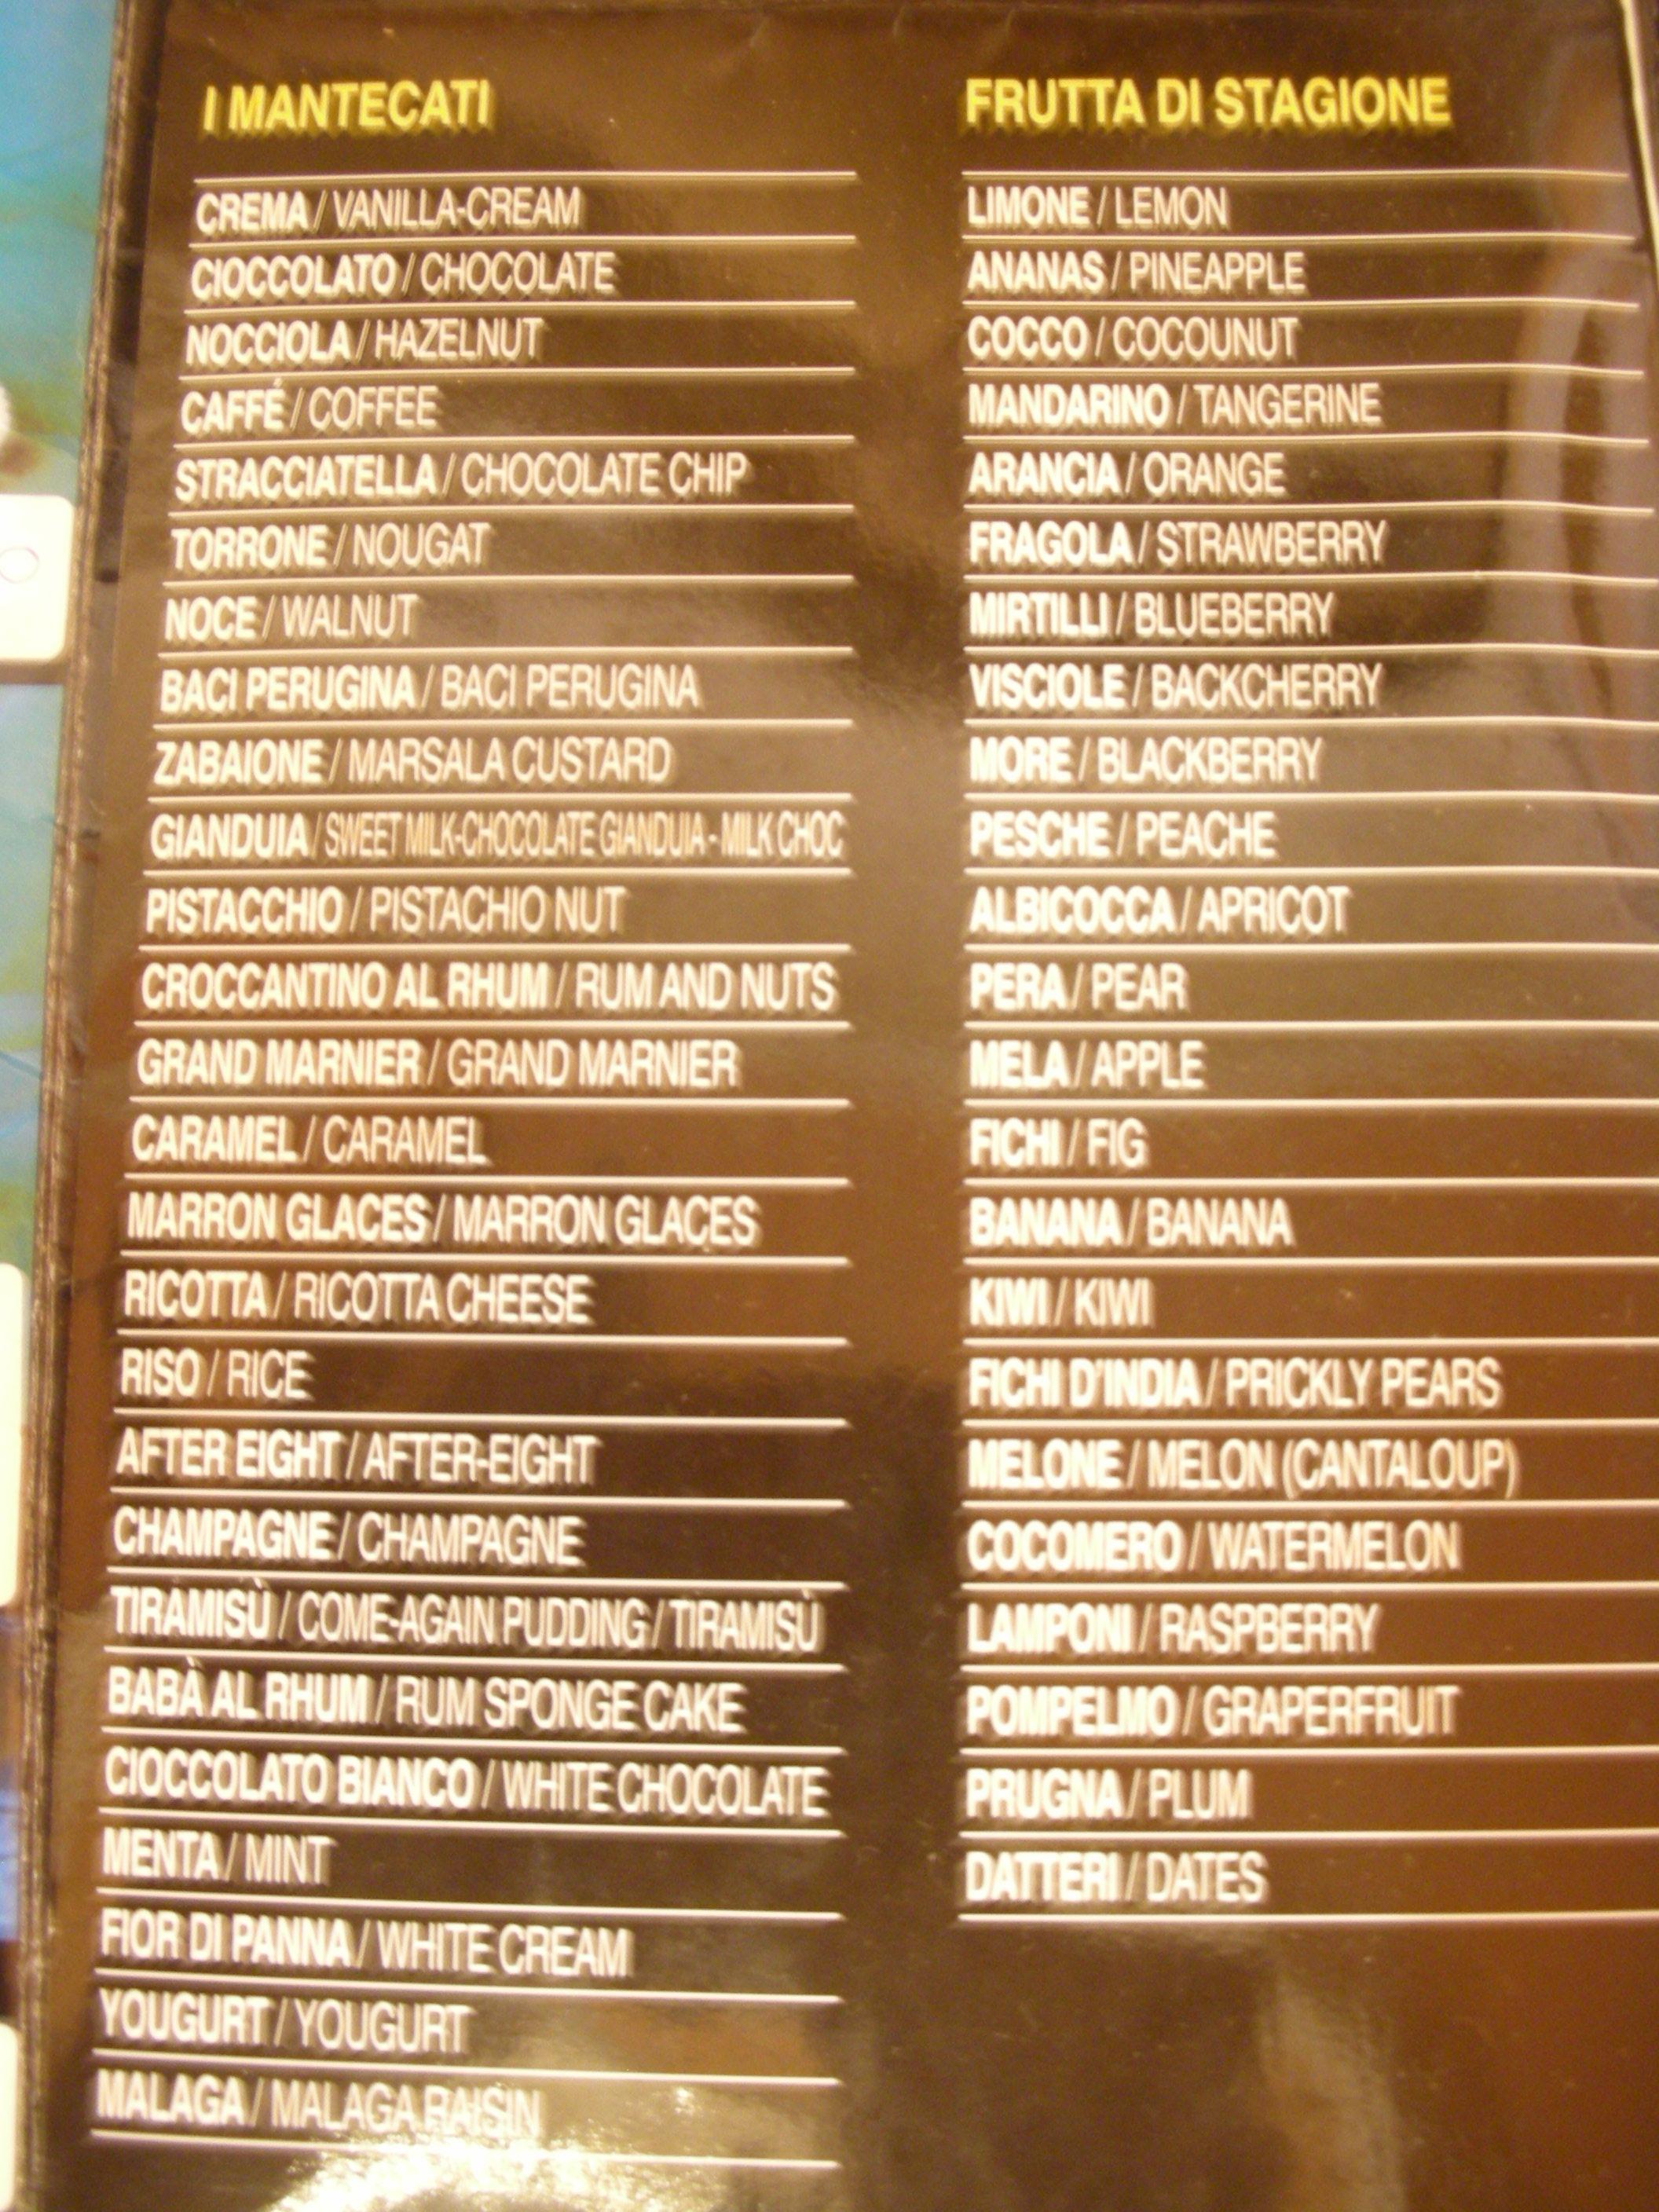 I MANTECATI
CREMA / VANILLA-CREAM
CIOCCOLATO / CHOCOLATE
NOCCIOLA / HAZELNUT
CAFFÉ / COFFEE
STRACCIATELLA / CHOCOLATE CHIP
TORRONE / NOUGAT
NOCE / WALNUT
BACI PERUGINA / BACI PERUGINA
ZABAIONE / MARSALA CUSTARD
GIANDUIA / SWEET MILK-CHOCOLATE GIANDUIA - MILK CHOC
PISTACCHIO / PISTACHIO NUT
CROCCANTINO AL RHUM / RUM AND NUTS
GRAND MARNIER / GRAND MARNIER
CARAMEL / CARAMEL
MARRON GLACES / MARRON GLACES
RICOTTA / RICOTTA CHEESE
RISO / RICE
AFTER EIGHT / AFTER-EIGHT
CHAMPAGNE / CHAMPAGNE
TIRAMISÙ / COME-AGAIN PUDDING / TIRAMISÙ
BABÀ AL RHUM / RUM SPONGE CAKE
CIOCCOLATO BIANCO / WHITE CHOCOLATE
MENTA / MINT
FIOR DI PANNA / WHITE CREAM
YOUGURT / YOUGURT
MALAGA / MALAGA RAISIN
FRUTTA DI STAGIONE
LIMONE / LEMON
ANANAS / PINEAPPLE
COCCO / COCOUNUT
MANDARINO / TANGERINE
ARANCIA / ORANGE
FRAGOLA / STRAWBERRY
MIRTILLI / BLUEBERRY
VISCIOLE / BACKCHERRY
MORE / BLACKBERRY
PESCHE / PEACHE
ALBICOCCA / APRICOT
PERA / PEAR
MELA / APPLE
FICHI / FIG
BANANA / BANANA
KIWI / KIWI
FICHI D'INDIA / PRICKLY PEARS
MELONE / MELON (CANTALOUP)
COCOMERO / WATERMELON
LAMPONI / RASPBERRY
POMPELMO / GRAPERFRUIT
PRUGNA / PLUM
DATTERI / DATES